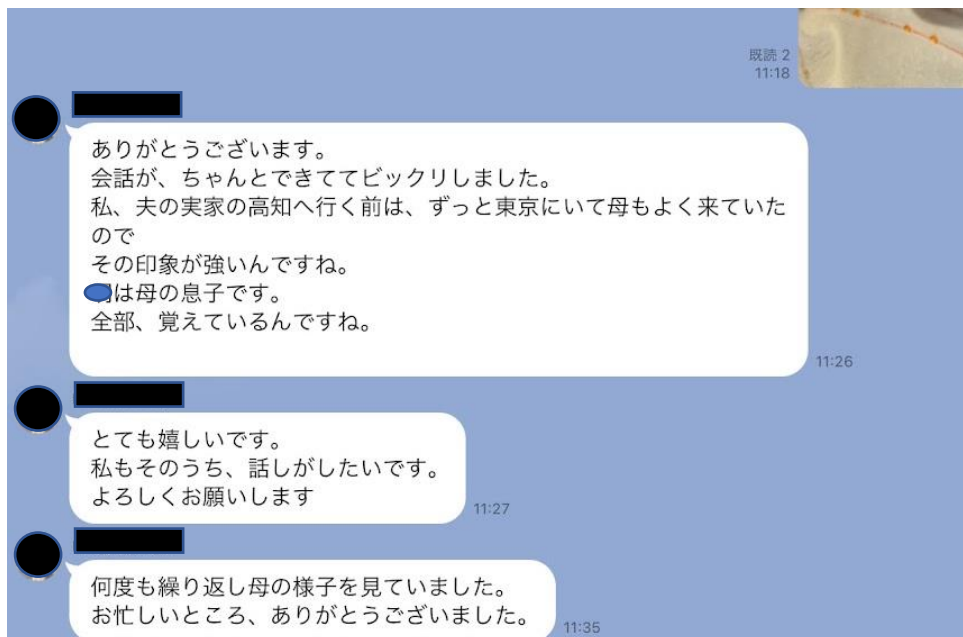 既読 2
11:18
ありがとうございます。
会話が、ちゃんとできててビックリしました。
私、夫の実家の高知へ行く前は、ずっと東京にいて母もよく来ていた
ので
その印象が強いんですね。
は母の息子です。
全部、覚えているんですね。
11:26
とても嬉しいです。
私もそのうち、話しがしたいです。
よろしくお願いします
11:27
何度も繰り返し母の様子を見ていました。
お忙しいところ、ありがとうございました。
11:35